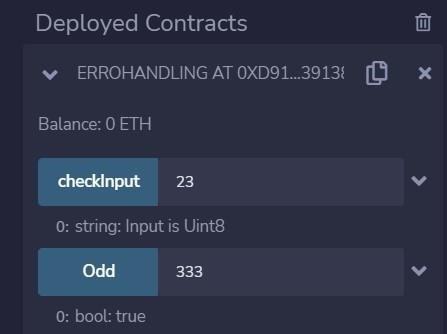 Deployed Contracts
ERROHANDLING AT 0XD91...39138
Balance: 0 ETH
checkInput 23
0: string: Input is Uint8
Odd 333
0: bool: true